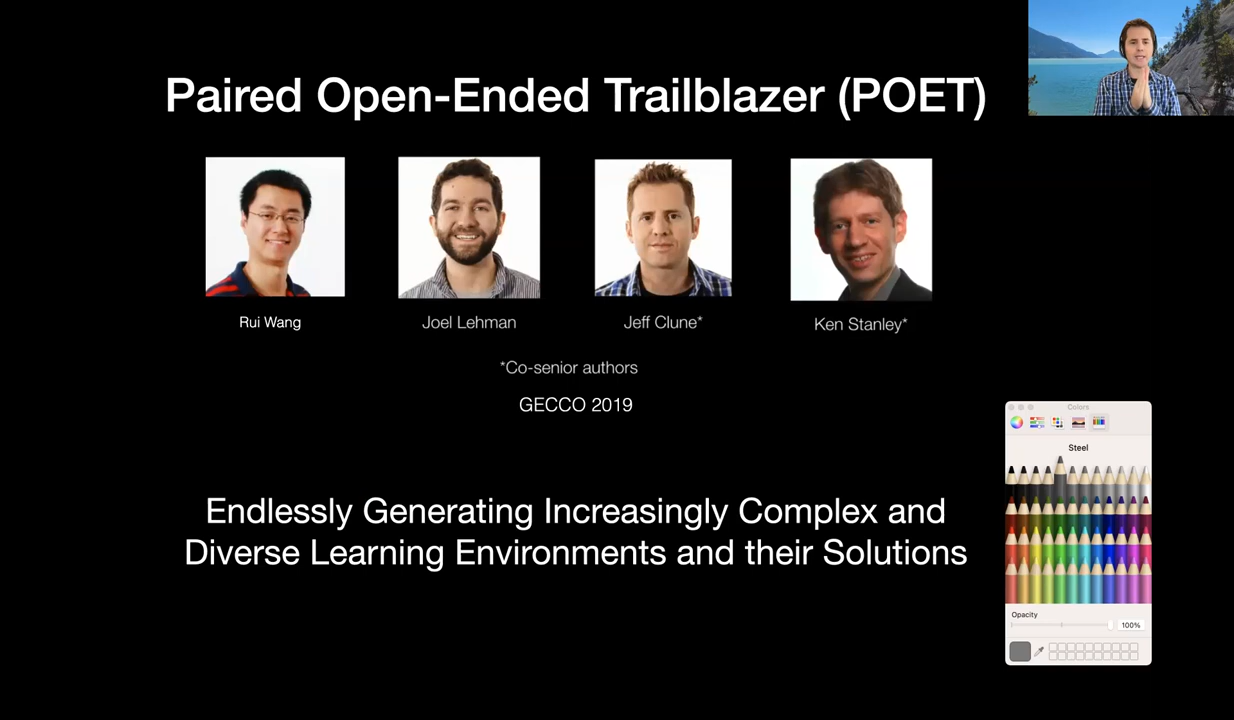 Paired Open-Ended Trailblazer (POET)
Rui Wang
Joel Lehman
Jeff Clune*
Ken Stanley*
*Co-senior authors
GECCO 2019
Endlessly Generating Increasingly Complex and
Diverse Learning Environments and their Solutions
Colors
Steel
Opacity
100%